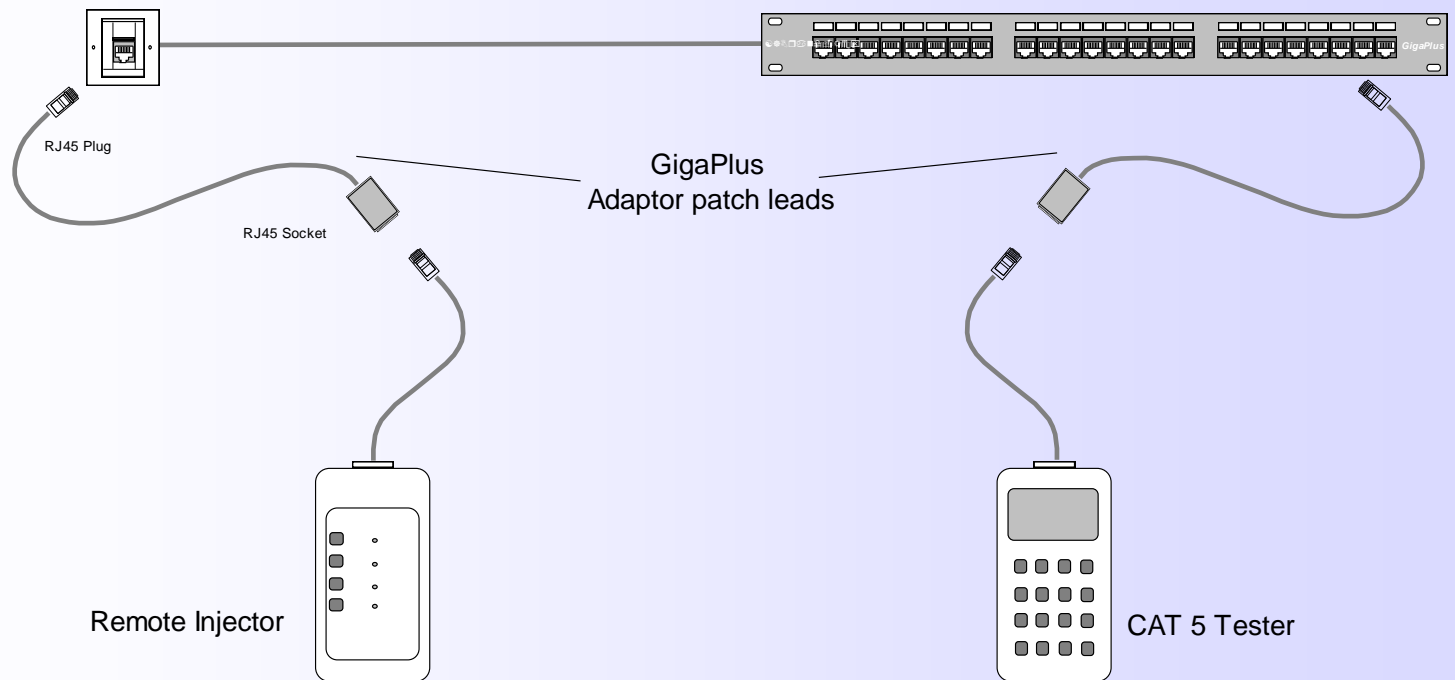 GigaPlus
RJ45 Plug
GigaPlus
Adaptor patch leads
RJ45 Socket
Remote Injector
CAT 5 Tester